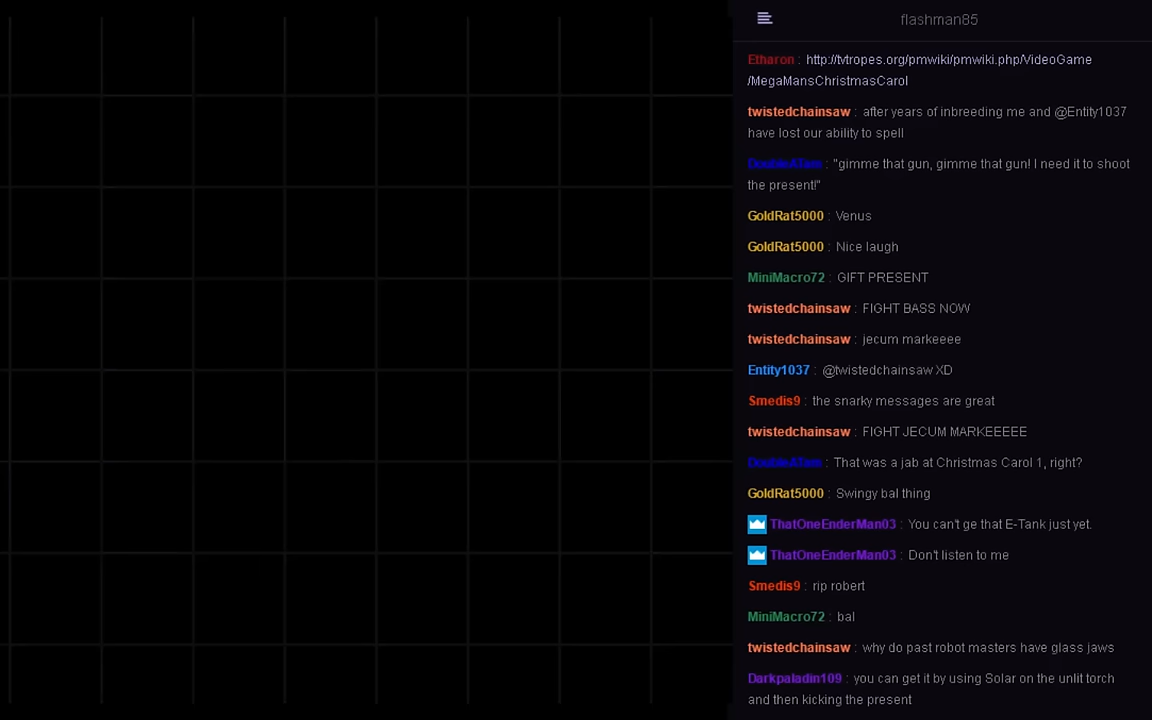 flashman85
Etharon : http://tvtropes.org/pmwiki/pmwiki.php/VideoGame
/MegaMansChristmasCarol
twistedchainsaw : after years of inbreeding me and @Entity1037
have lost our ability to spell
DoubleATam : "gimme that gun, gimme that gun! I need it to shoot
the present!"
GoldRat5000 : Venus
GoldRat5000 : Nice laugh
MiniMacro72 : GIFT PRESENT
twistedchainsaw : FIGHT BASS NOW
twistedchainsaw : jecum markeeee
Entity1037 : @twistedchainsaw XD
Smedis9 : the snarky messages are great
twistedchainsaw : FIGHT JECUM MARKEEEEE
DoubleATam : That was a jab at Christmas Carol 1, right?
GoldRat5000 : Swingy bal thing
ThatOneEnderMan03 : You can't ge that E-Tank just yet.
ThatOneEnderMan03 : Don't listen to me
Smedis9 : rip robert
MiniMacro72 : bal
twistedchainsaw : why do past robot masters have glass jaws
Darkpaladin109 : you can get it by using Solar on the unlit torch
and then kicking the present